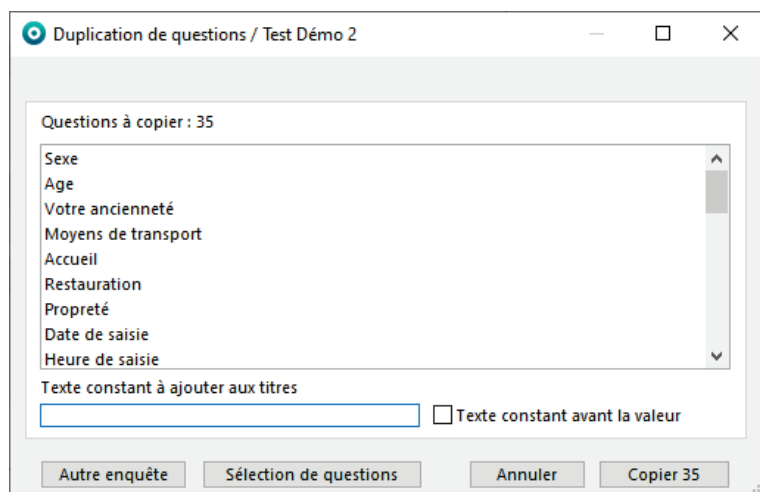 Duplication de questions / Test Démo 2
Questions à copier : 35
Sexe
Age
Votre ancienneté
Moyens de transport
Accueil
Restauration
Propreté
Date de saisie
Heure de saisie
Texte constant à ajouter aux titres
Texte constant avant la valeur
Autre enquête Sélection de questions Annuler Copier 35